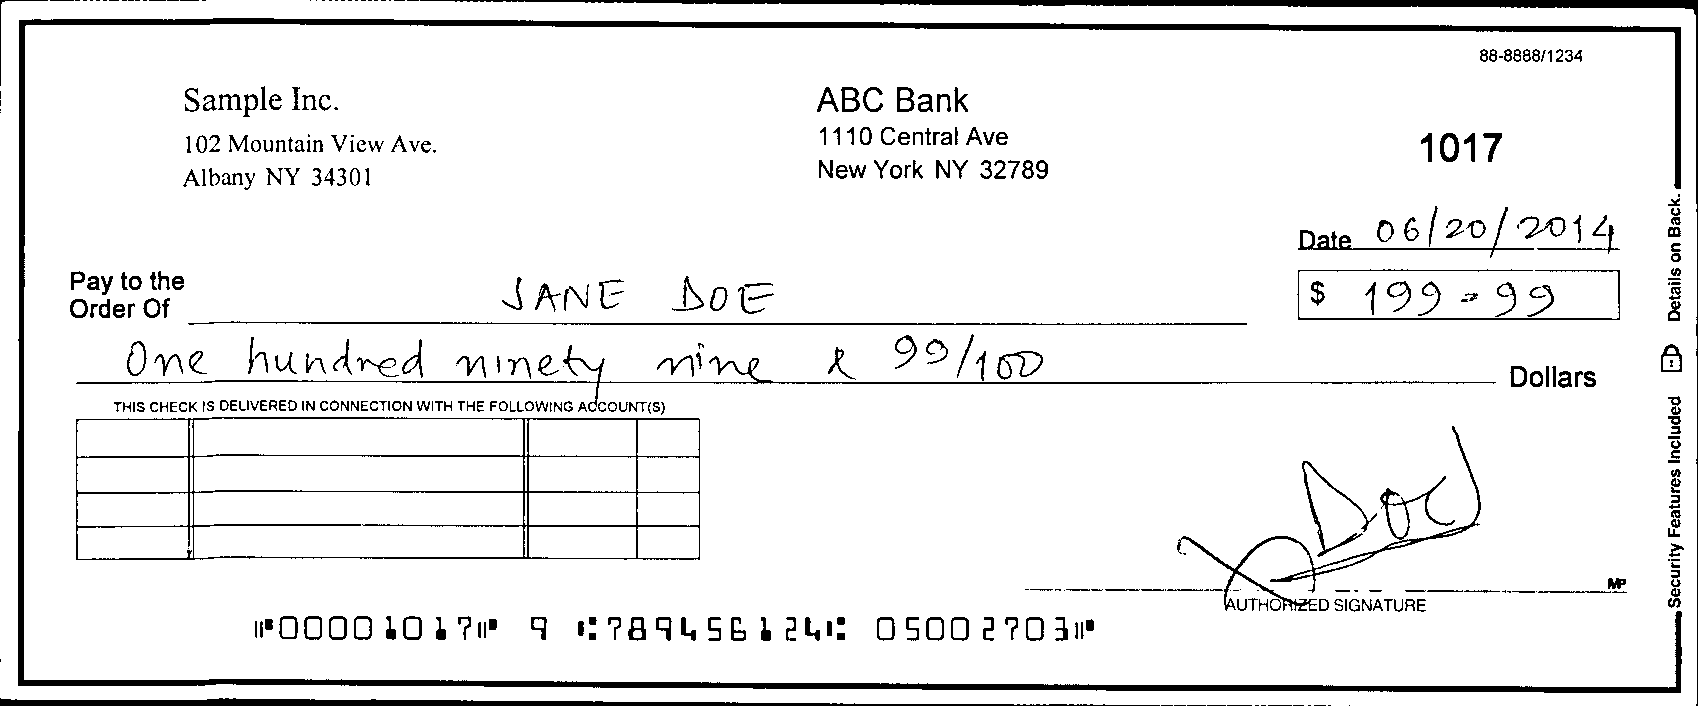 88-8888/1234
Sample Inc.
102 Mountain View Ave.
Albany NY 34301
ABC Bank
1110 Central Ave
New York NY 32789
1017
Date 06/20/2014
Pay to the
Order Of JANE DOE
$ 199-99
One hundred ninety nine & 99/100 Dollars
THIS CHECK IS DELIVERED IN CONNECTION WITH THE FOLLOWING ACCOUNT(S)
Doe
MP
AUTHORIZED SIGNATURE
⑈00001017⑈ 9 ⑆789456124⑆ 05002703⑈
Security Features Included Details on Back.